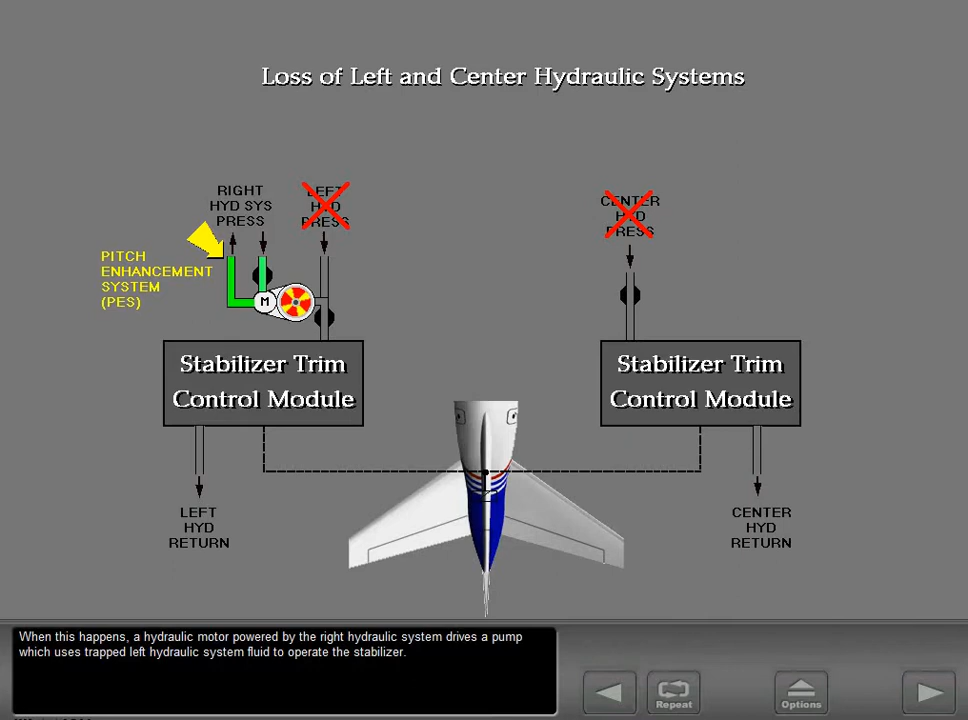 Loss of Left and Center Hydraulic Systems
RIGHT
HYD SYS
PRESS
LEFT
HYD
PRESS
CENTER
HYD
PRESS
PITCH
ENHANCEMENT
SYSTEM
(PES)
M
Stabilizer Trim
Control Module
Stabilizer Trim
Control Module
LEFT
HYD
RETURN
CENTER
HYD
RETURN
When this happens, a hydraulic motor powered by the right hydraulic system drives a pump
which uses trapped left hydraulic system fluid to operate the stabilizer.
Repeat
Options